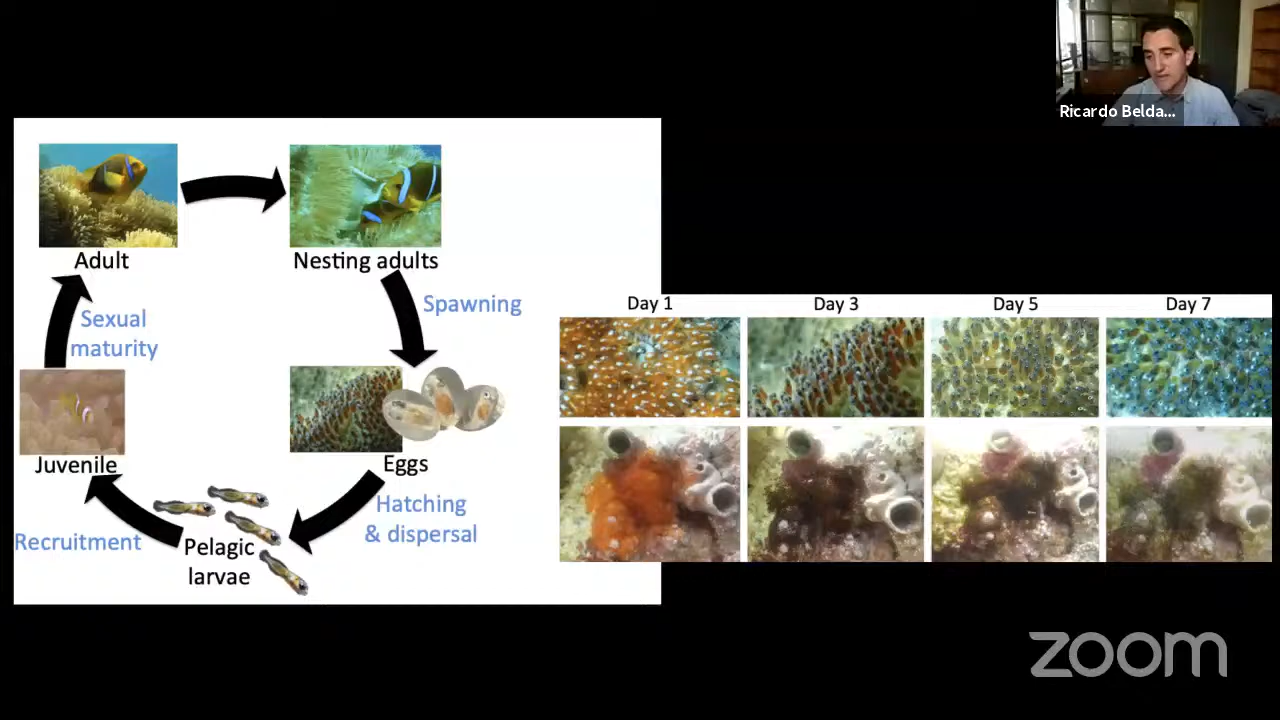 Ricardo Belda...
Adult
Nesting adults
Spawning
Sexual
maturity
Day 1
Day 3
Day 5
Day 7
Juvenile
Eggs
Hatching
& dispersal
Recruitment
Pelagic
larvae
zoom